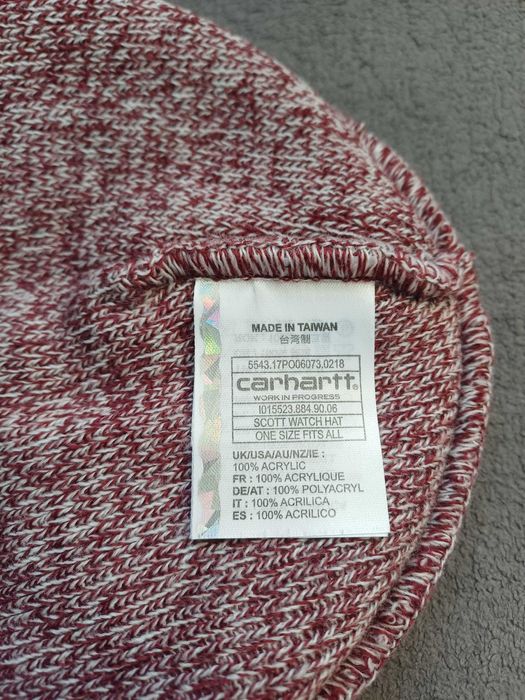 MADE IN TAIWAN
台灣制
5543.17PO06073.0218
carhartt.
WORK IN PROGRESS
I015523.884.90.06
SCOTT WATCH HAT
ONE SIZE FITS ALL
UK/USA/AU/NZ/IE :
100% ACRYLIC
FR : 100% ACRYLIQUE
DE/AT : 100% POLYACRYL
IT : 100% ACRILICA
ES : 100% ACRILICO